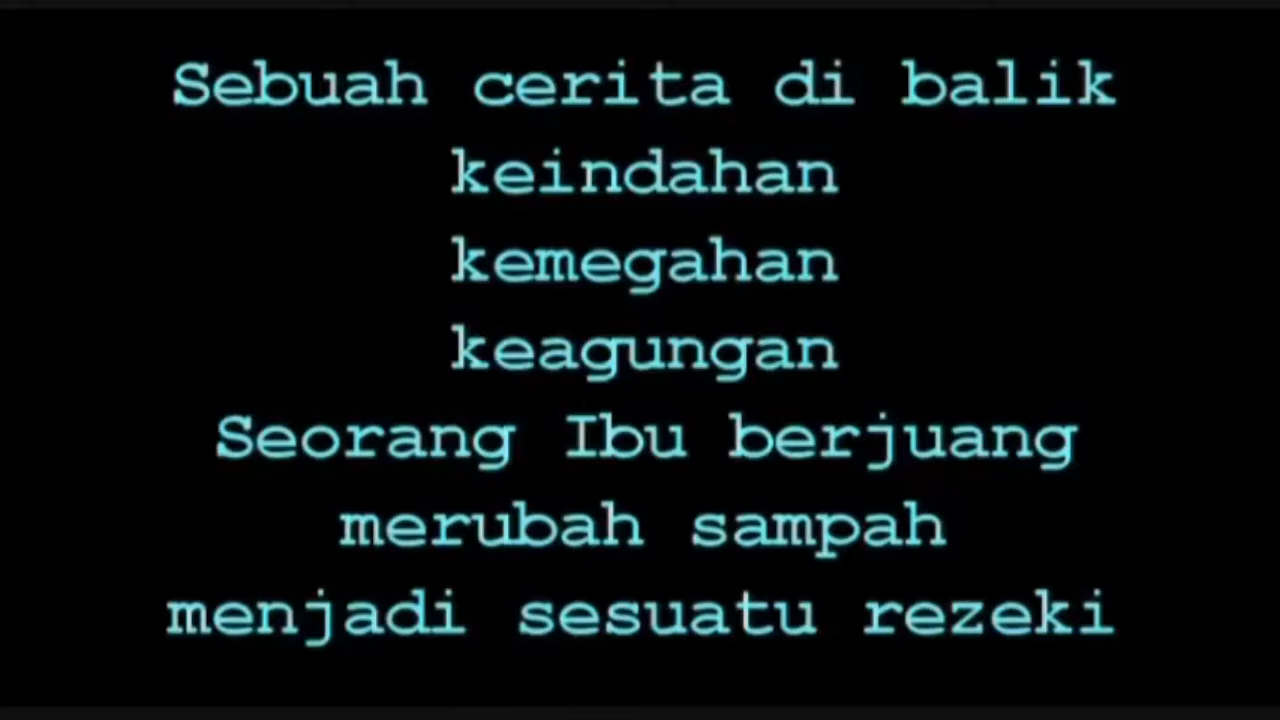 Sebuah cerita di balik
keindahan
kemegahan
keagungan
Seorang Ibu berjuang
merubah sampah
menjadi sesuatu rezeki